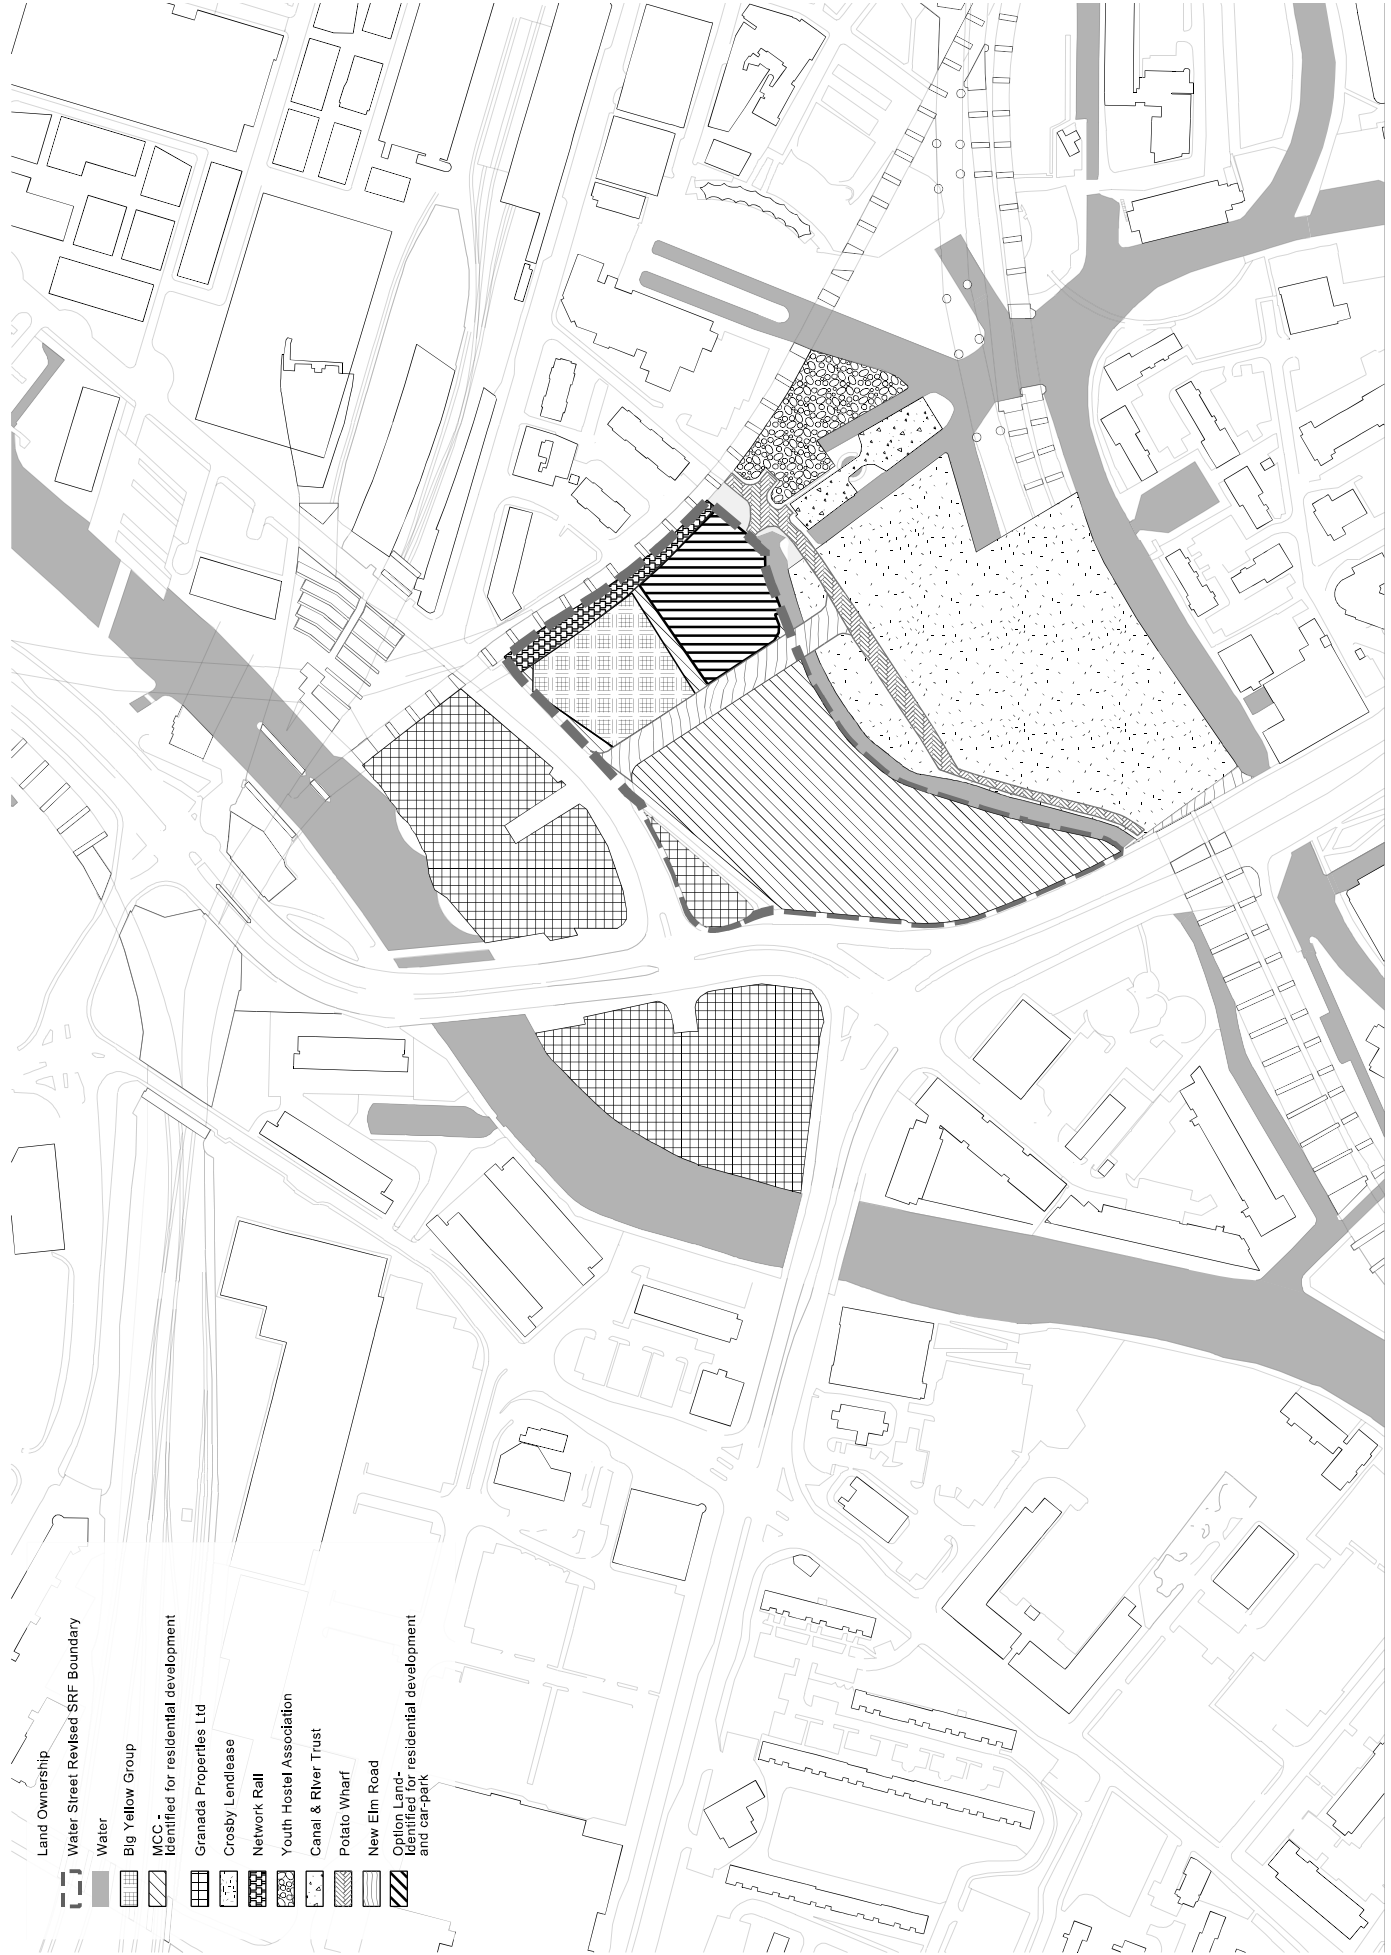 Land Ownership
Water Street Revised SRF Boundary
Water
Big Yellow Group
MCC -
Identified for residential development
Granada Properties Ltd
Crosby Lendlease
Network Rail
Youth Hostel Association
Canal & River Trust
Potato Wharf
New Elm Road
Option Land-
Identified for residential development
and car-park